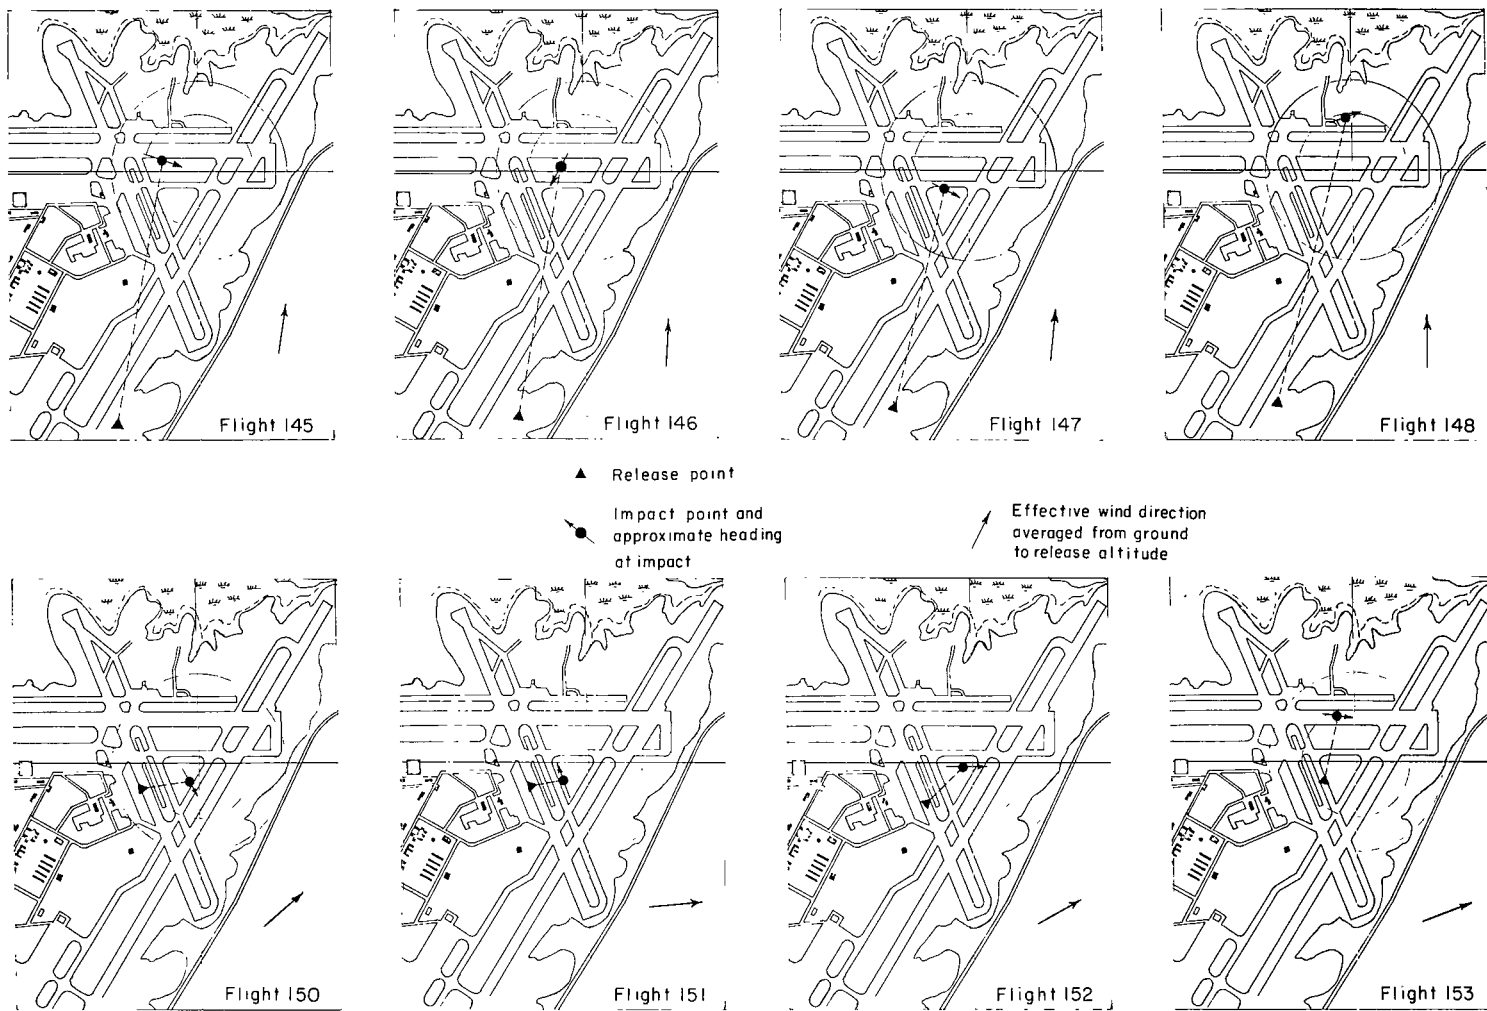 Flight 145
Flight 146
Flight 147
Flight 148
Release point
Impact point and
approximate heading
at impact
Effective wind direction
averaged from ground
to release altitude
Flight 150
Flight 151
Flight 152
Flight 153